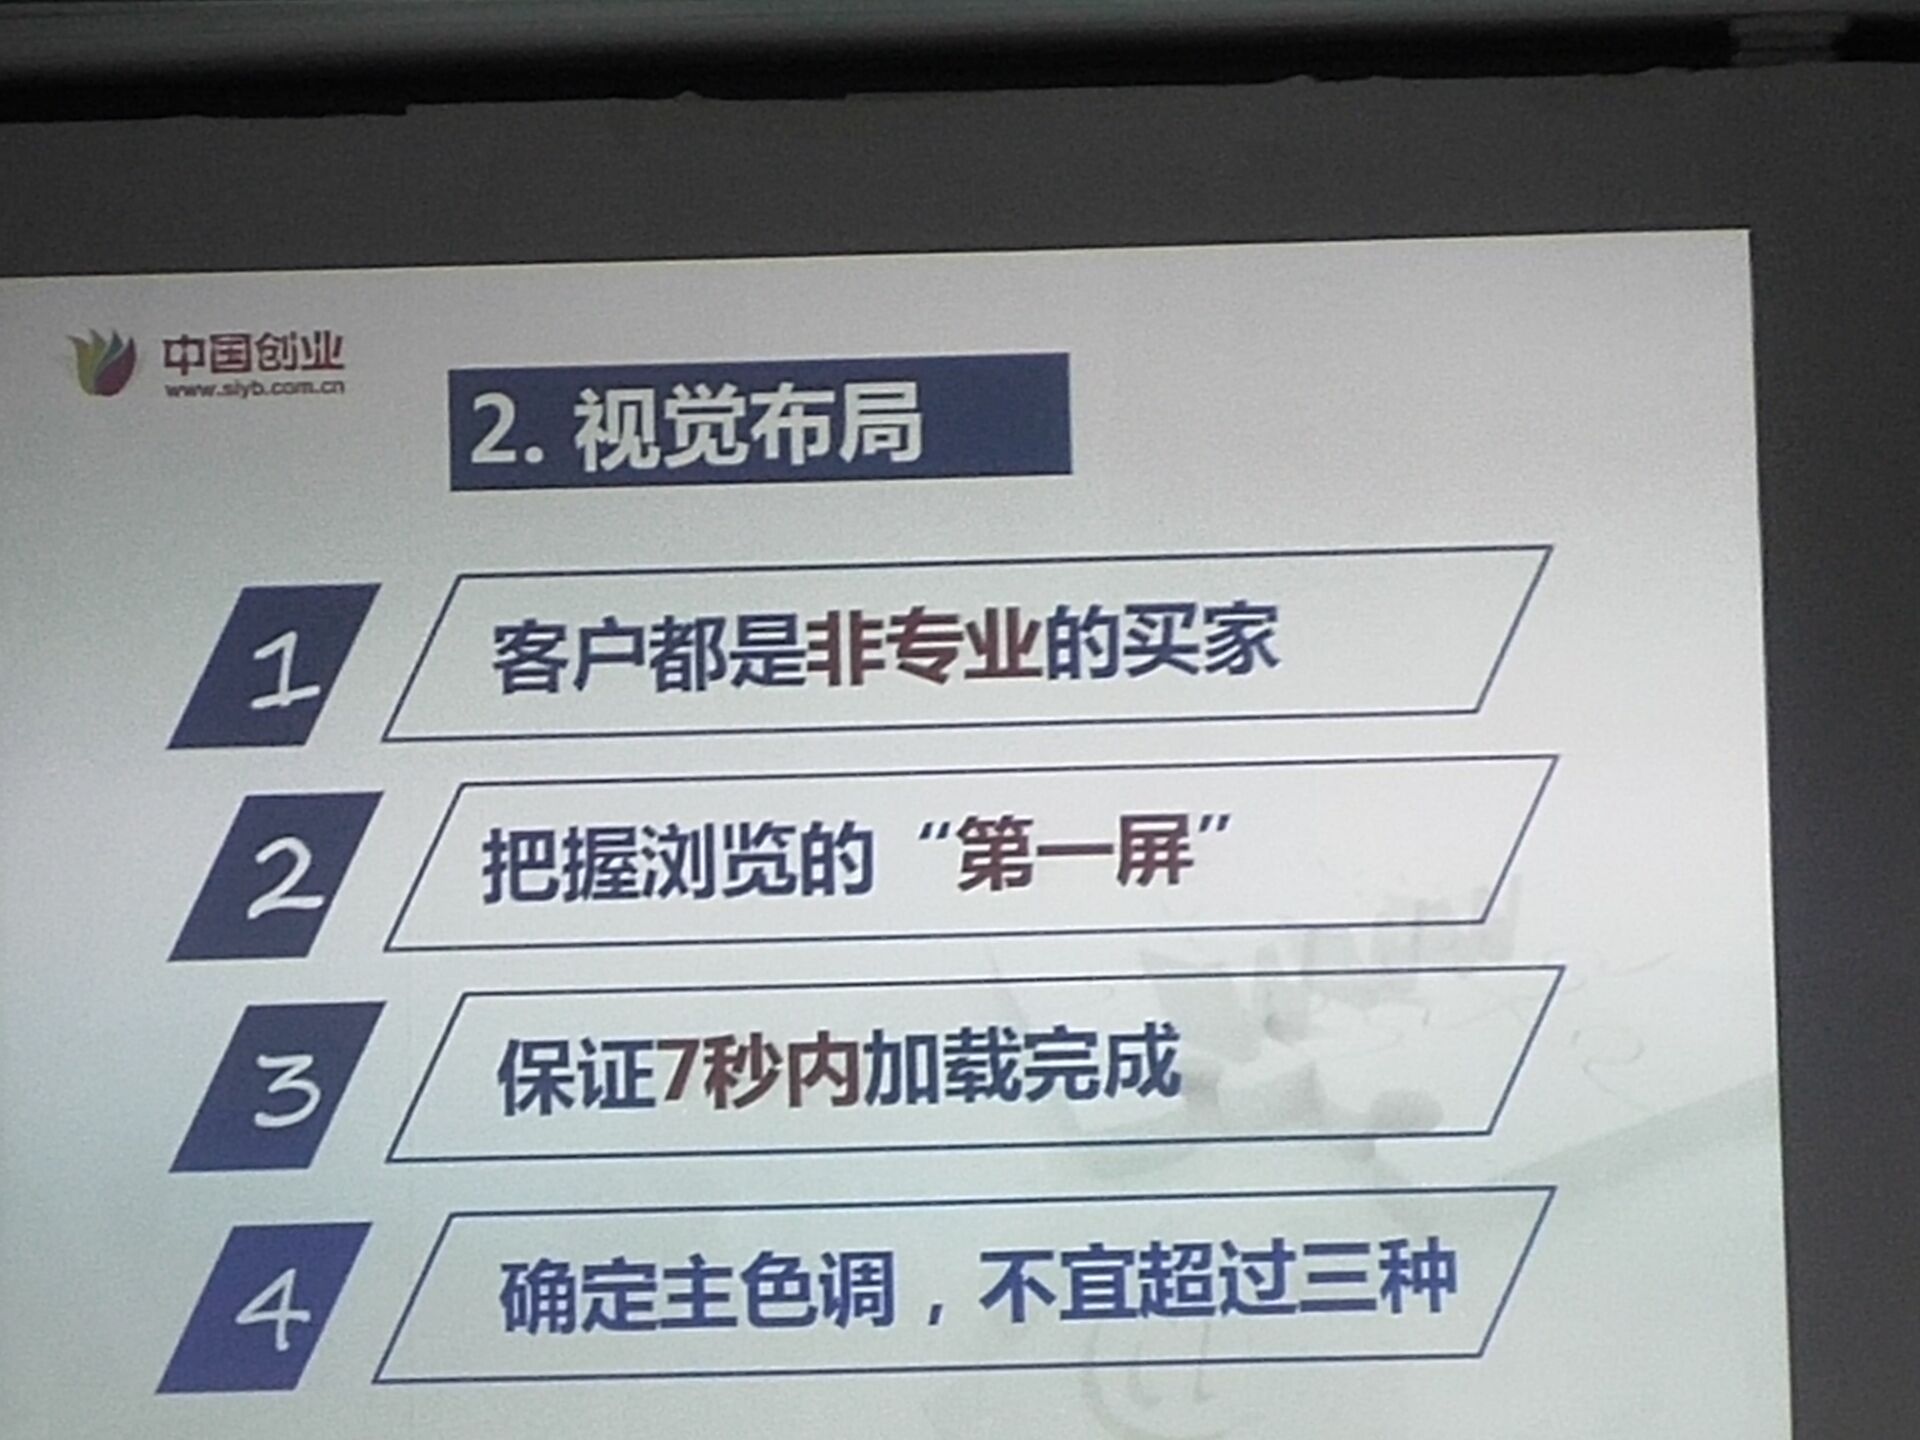 中国创业
www.siyb.com.cn
2. 视觉布局
1
客户都是非专业的买家
2
把握浏览的“第一屏”
3
保证7秒内加载完成
4
确定主色调，不宜超过三种